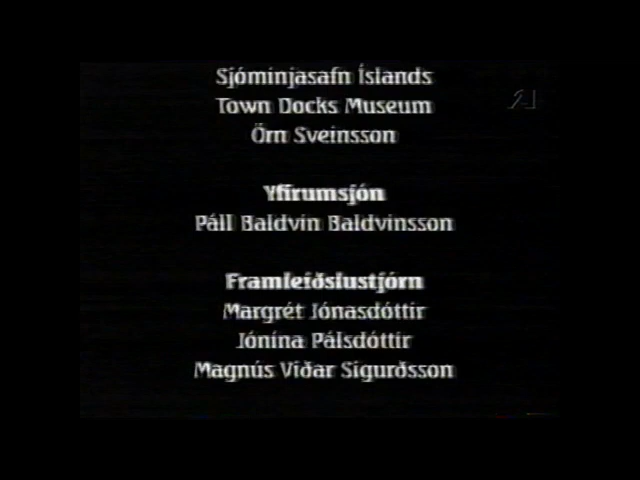 Sjóminjasafn Íslands
Town Docks Museum
Örn Sveinsson
Yfirumsjón
Páll Baldvin Baldvinsson
Framleiðslustjórn
Margrét Jónasdóttir
Jónína Pálsdóttir
Magnús Viðar Sigurðsson